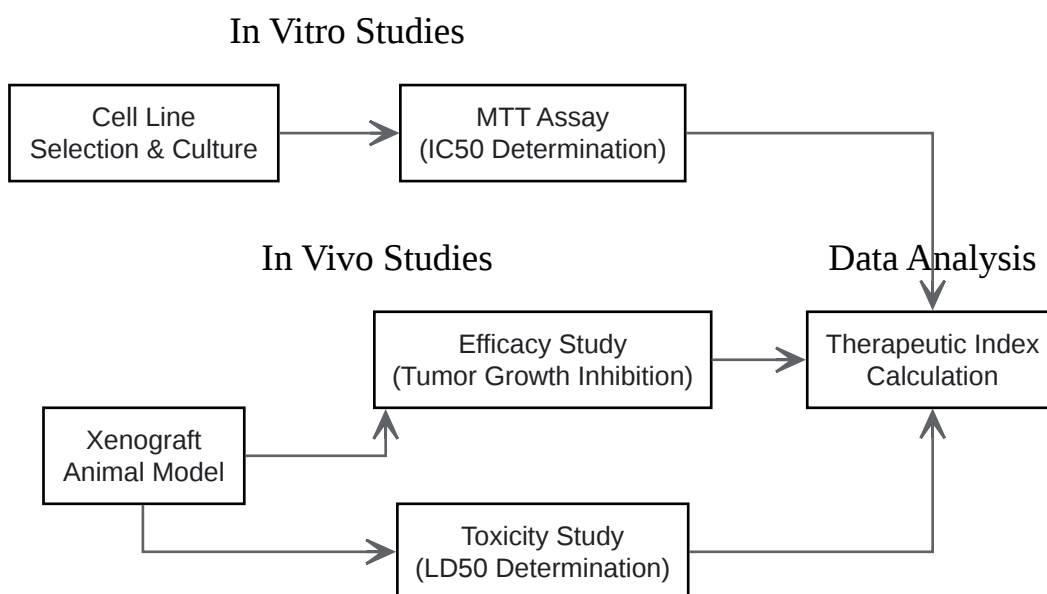 In Vitro Studies
Cell Line
Selection & Culture
MTT Assay
(IC50 Determination)
In Vivo Studies
Data Analysis
Efficacy Study
(Tumor Growth Inhibition)
Therapeutic Index
Calculation
Xenograft
Animal Model
Toxicity Study
(LD50 Determination)